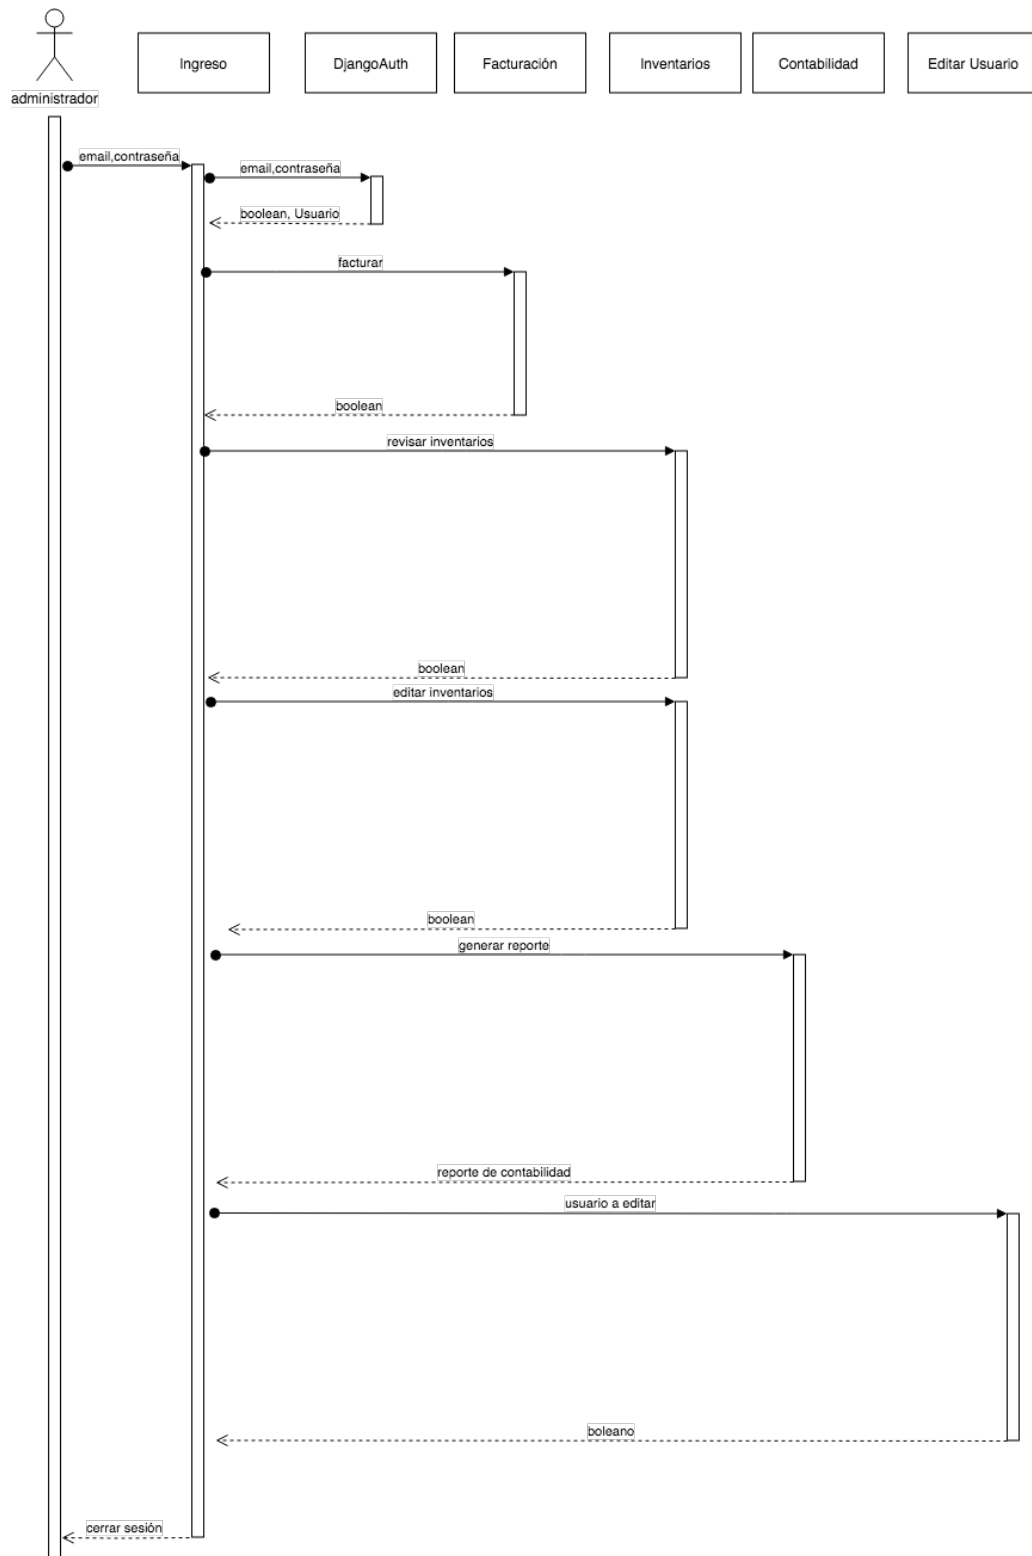 Ingreso
DjangoAuth
Facturación
Inventarios
Contabilidad
Editar Usuario
administrador
email,contraseña
email,contraseña
boolean, Usuario
facturar
boolean
revisar inventarios
boolean
editar inventarios
boolean
generar reporte
reporte de contabilidad
usuario a editar
boleano
cerrar sesión